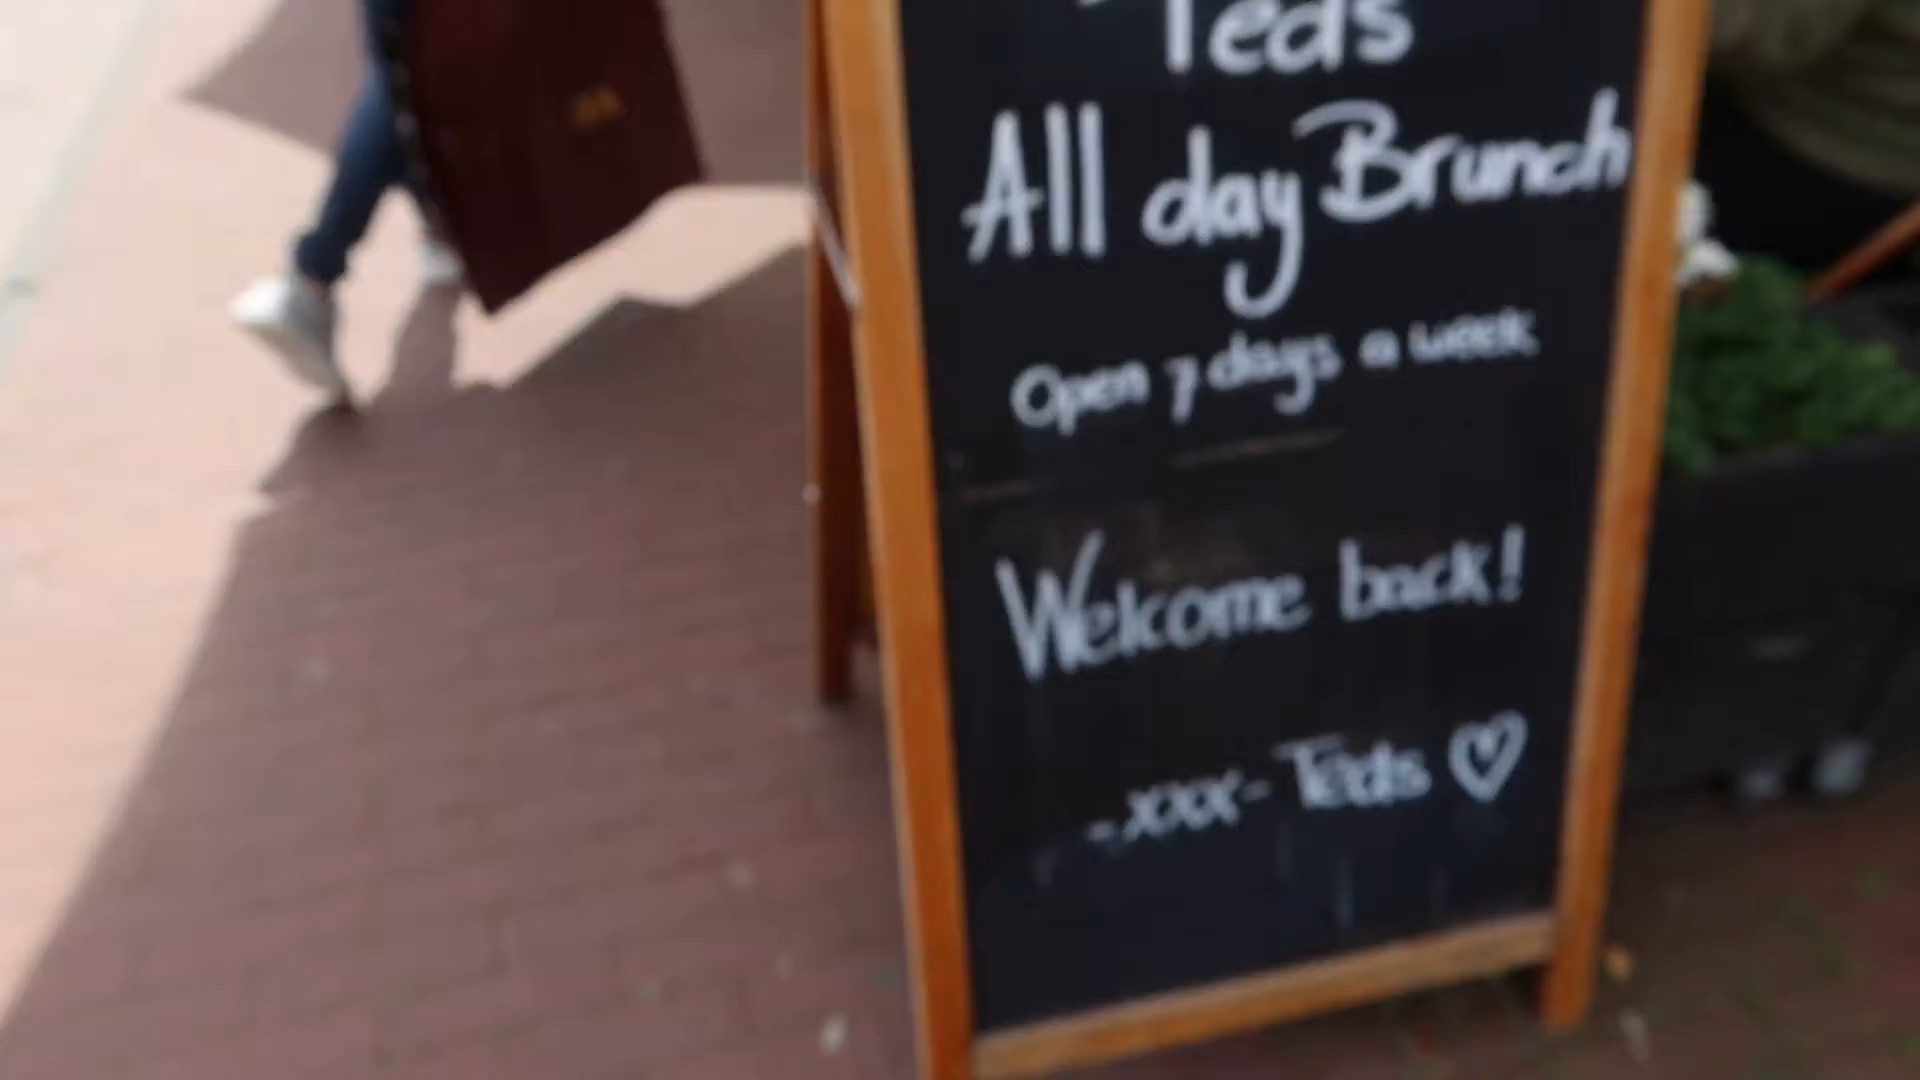 Teds
All day Brunch
Open 7 days a week
Welcome back!
-xxx- Teds ♡